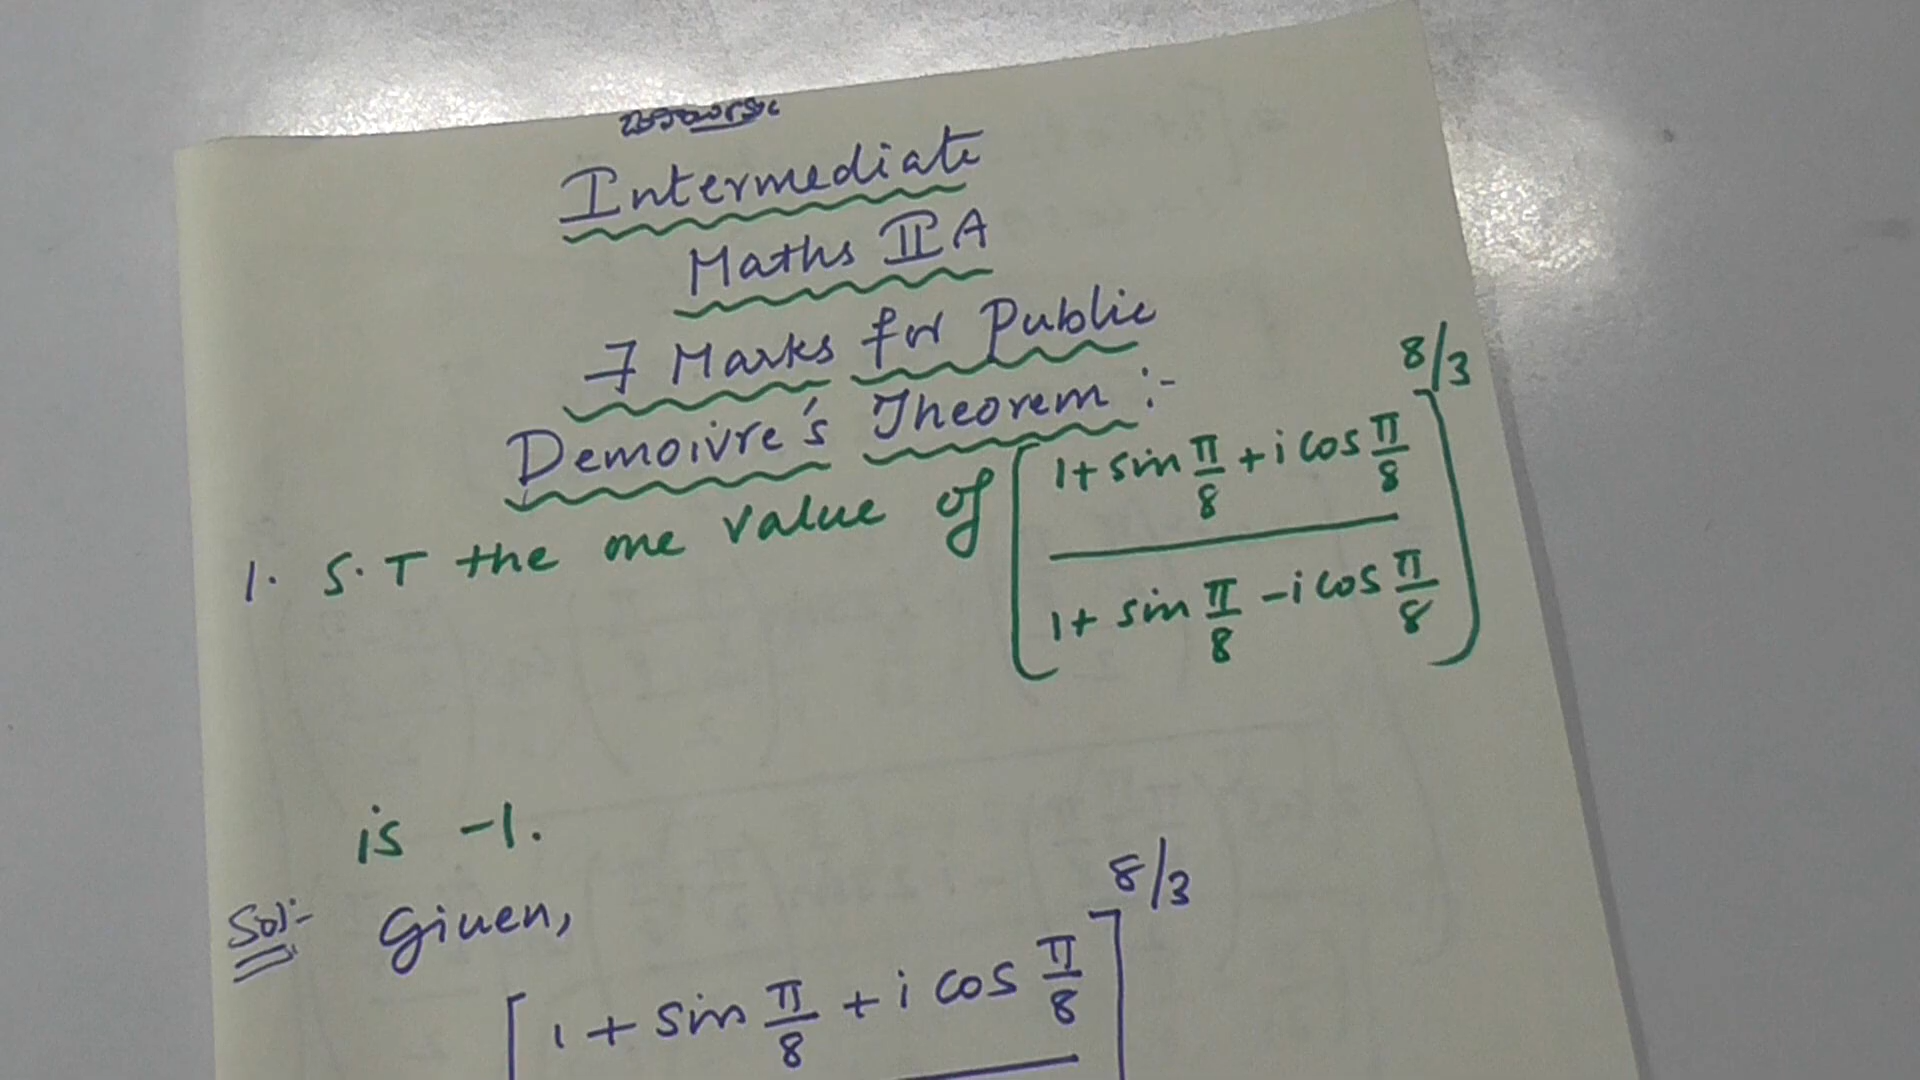 Intermediate
Maths II A
7 Marks for Public
Demoivre's Theorem :-
1. S.T the one value of [(1+ sin π/8 + i cos π/8) / (1+ sin π/8 - i cos π/8)]^8/3
is -1.
Sol:- Given,
[1 + sin π/8 + i cos π/8]^8/3